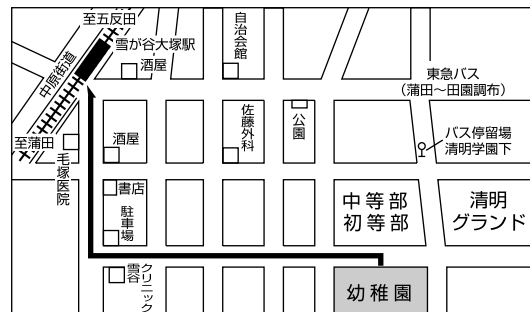 至五反田
中原街道
雪が谷大塚駅
酒屋
自治会館
東急バス
（蒲田〜田園調布）
至蒲田
毛塚医院
酒屋
佐藤外科
公園
バス停留場
清明学園下
書店
駐車場
中等部
初等部
清明
グランド
雪谷
クリニック
幼稚園